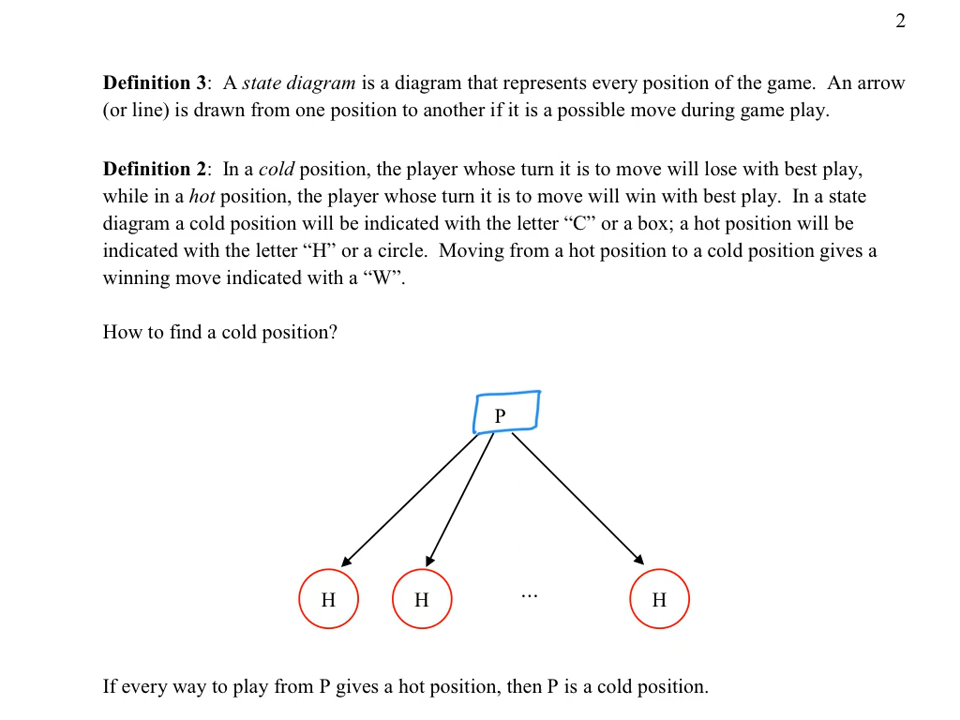 2
Definition 3: A state diagram is a diagram that represents every position of the game. An arrow
(or line) is drawn from one position to another if it is a possible move during game play.
Definition 2: In a cold position, the player whose turn it is to move will lose with best play,
while in a hot position, the player whose turn it is to move will win with best play. In a state
diagram a cold position will be indicated with the letter “C” or a box; a hot position will be
indicated with the letter “H” or a circle. Moving from a hot position to a cold position gives a
winning move indicated with a “W”.
How to find a cold position?
P
H H ... H
If every way to play from P gives a hot position, then P is a cold position.